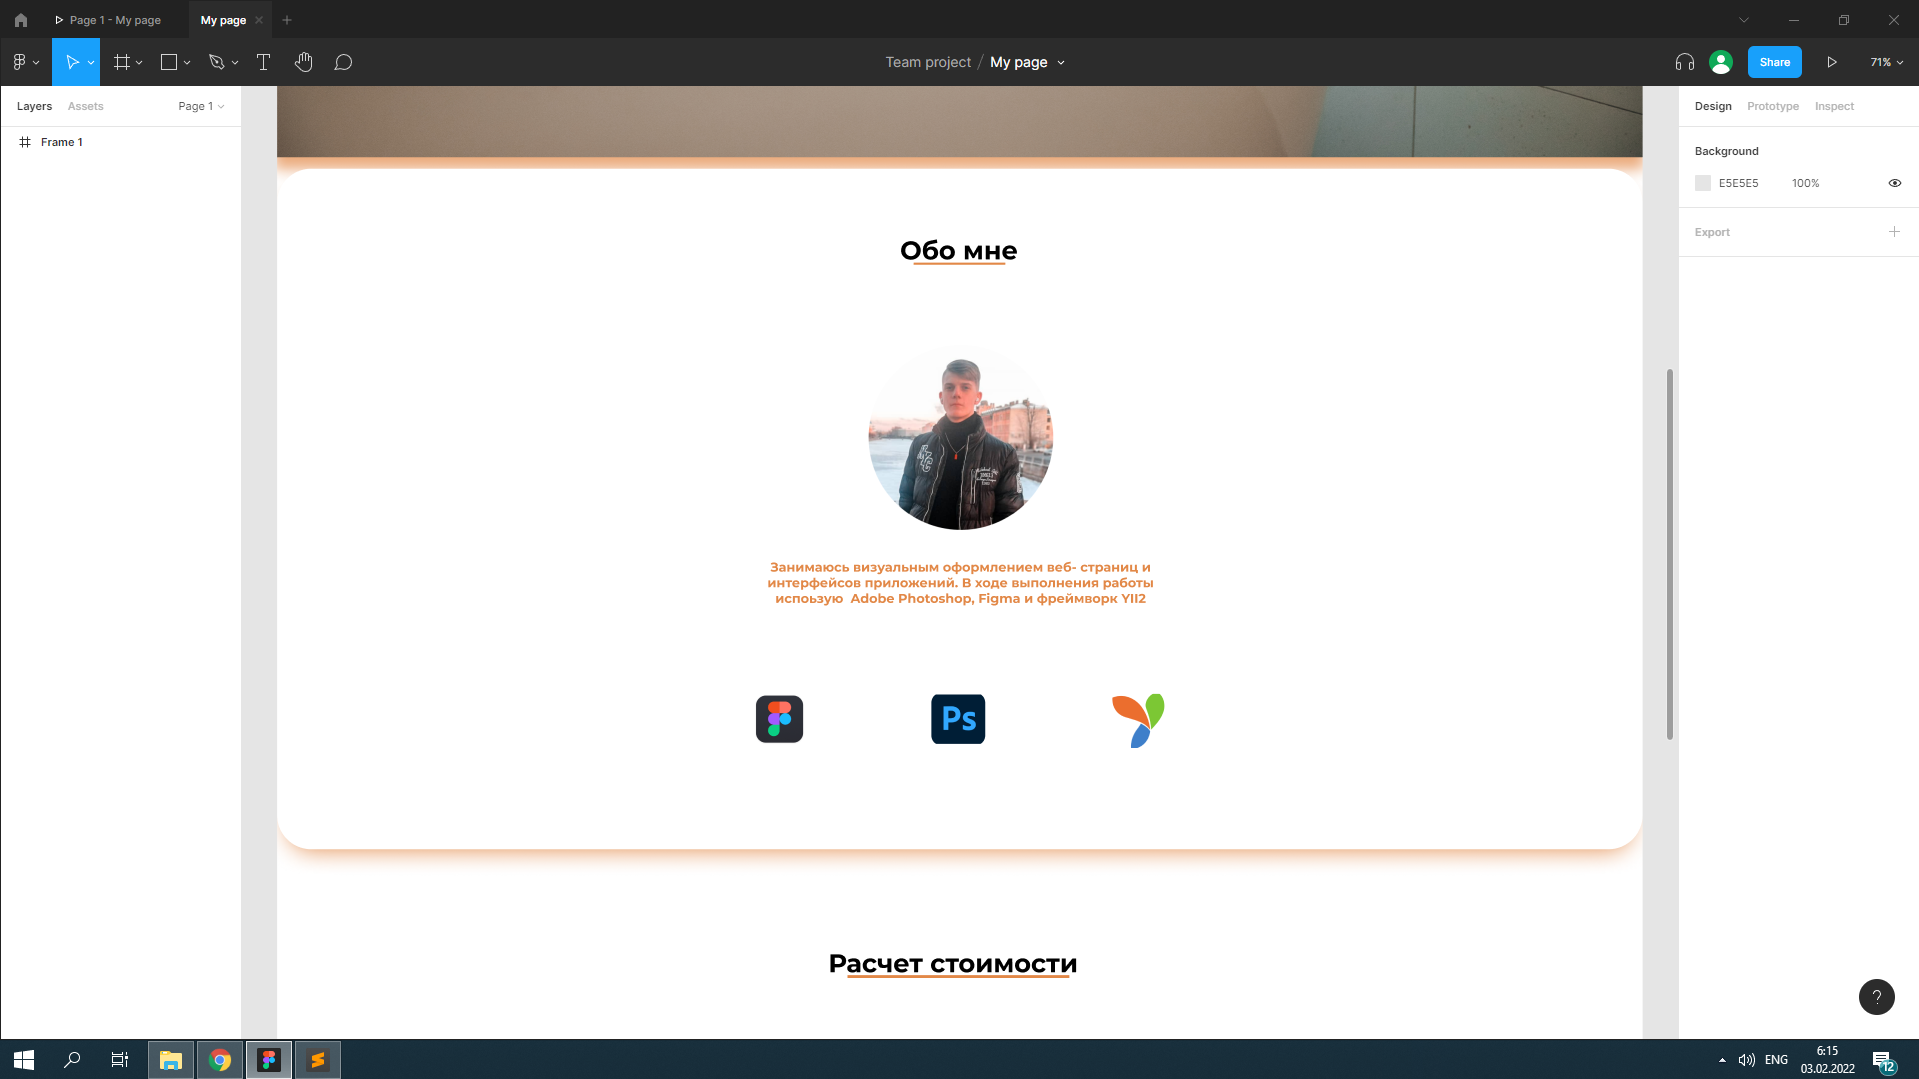 Page 1 - My page
My page
Team project / My page
Share
71%
Layers
Assets
Page 1
Design
Prototype
Inspect
Frame 1
Background
E5E5E5
100%
Export
Обо мне
Занимаюсь визуальным оформлением веб- страниц и
интерфейсов приложений. В ходе выполнения работы
испоьзую  Adobe Photoshop, Figma и фреймворк YII2
Ps
Расчет стоимости
?
ENG
6:15
03.02.2022
12